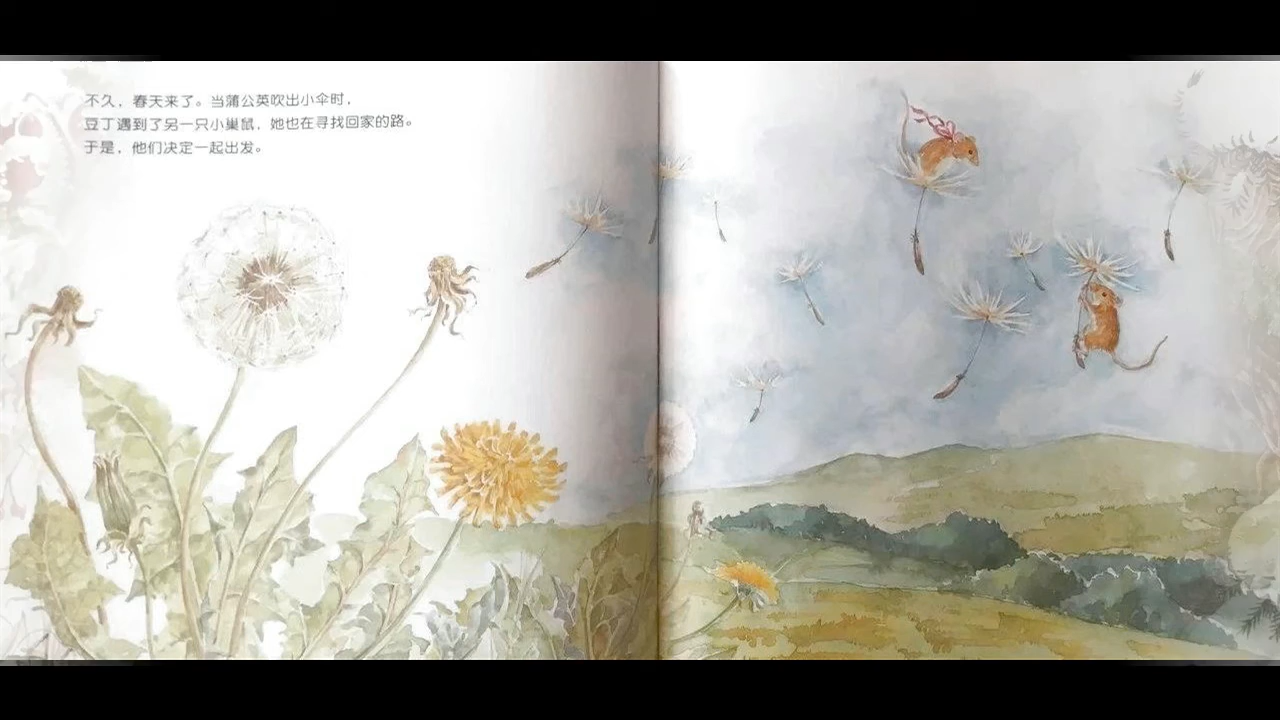 不久，春天来了。当蒲公英吹出小伞时，
豆丁遇到了另一只小巢鼠，她也在寻找回家的路。
于是，他们决定一起出发。